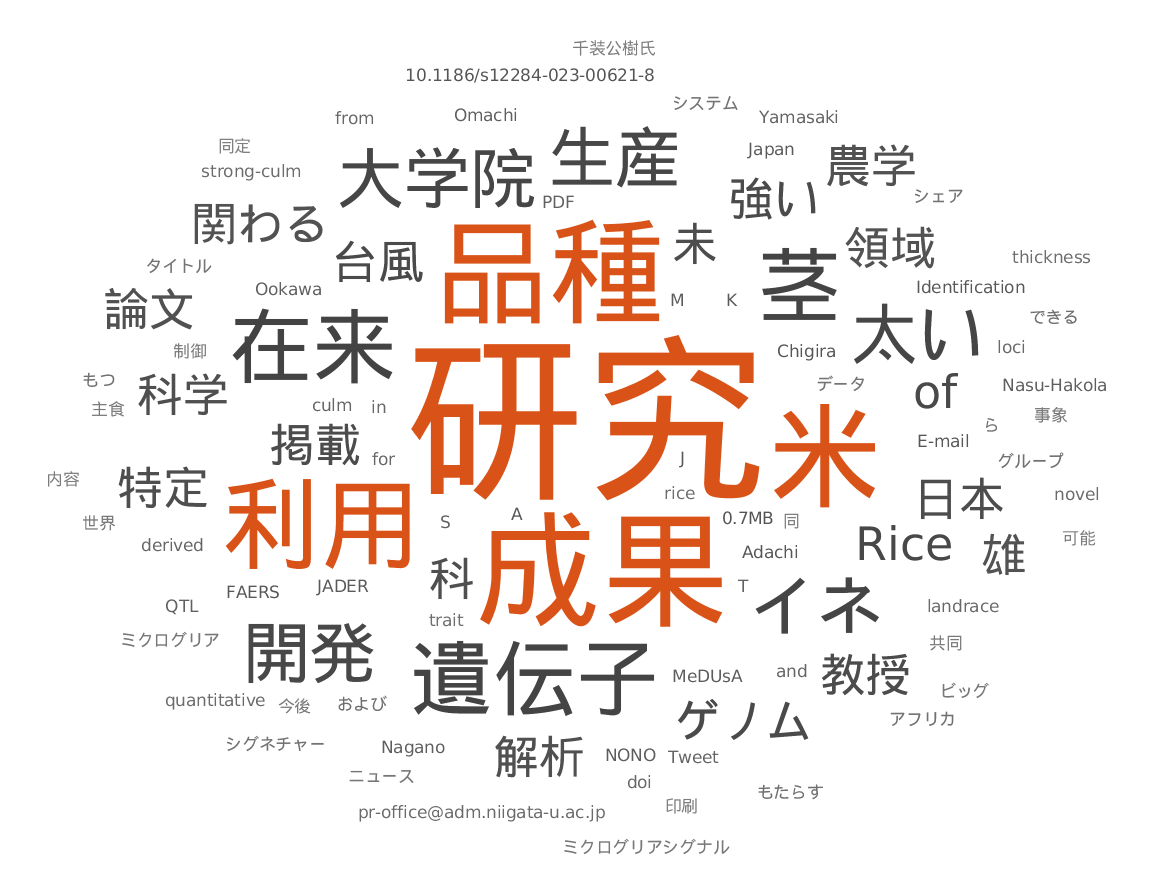 千装公樹氏
10.1186/s12284-023-00621-8
システム
from
Omachi
Yamasaki
同定
大学院
生産
Japan
農学
strong-culm
PDF
強い
シェア
関わる
台風
品種
未
茎
領域
thickness
タイトル
Ookawa
M
K
Identification
論文
在来
太い
できる
制御
研究
Chigira
loci
もつ
科学
データ
of
Nasu-Hakola
主食
culm
in
米
事象
掲載
E-mail
ら
for
J
グループ
内容
特定
利用
rice
日本
novel
世界
S
A
成果
0.7MB
同
可能
derived
Adachi
Rice
雄
FAERS
JADER
科
T
イネ
QTL
trait
landrace
ミクログリア
開発
遺伝子
共同
MeDUsA
and
教授
quantitative
今後
および
ゲノム
ビッグ
アフリカ
シグネチャー
Nagano
解析
NONO
Tweet
ニュース
doi
もたらす
pr-office@adm.niigata-u.ac.jp
印刷
ミクログリアシグナル